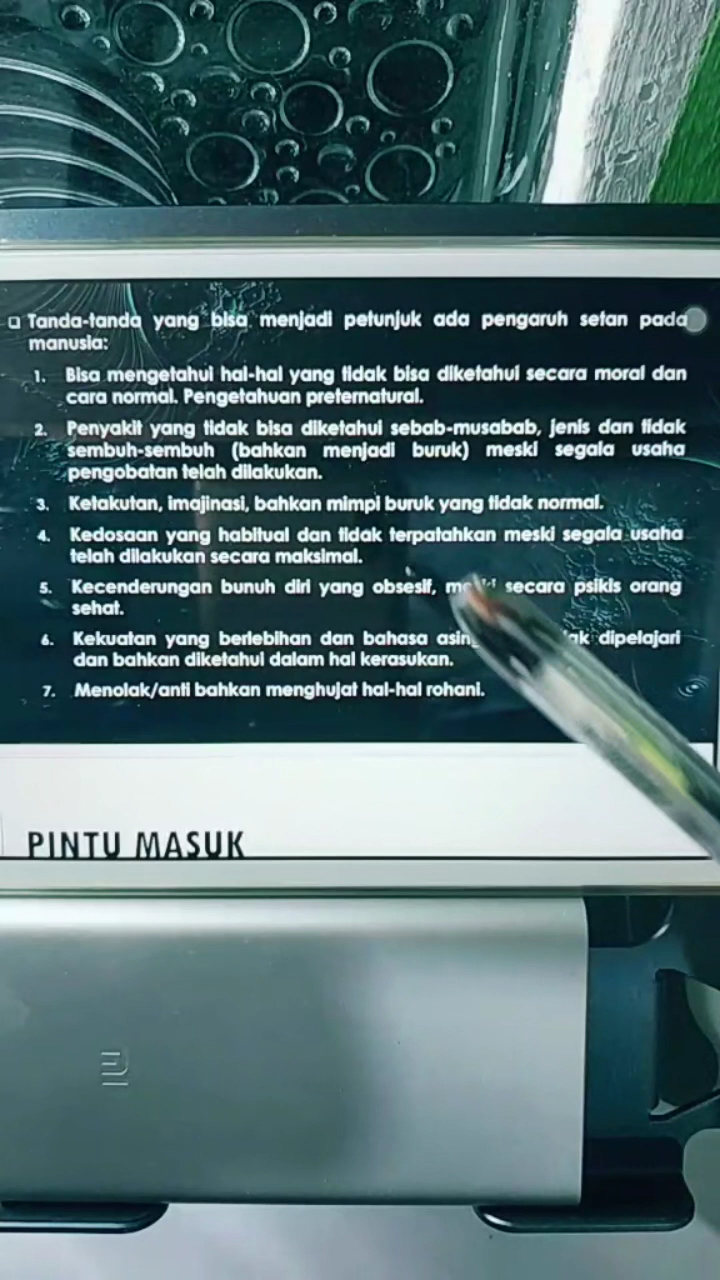 ❑ Tanda-tanda yang bisa menjadi petunjuk ada pengaruh setan pada
manusia:
1. Bisa mengetahui hal-hal yang tidak bisa diketahui secara moral dan
cara normal. Pengetahuan preternatural.
2. Penyakit yang tidak bisa diketahui sebab-musabab, jenis dan tidak
sembuh-sembuh (bahkan menjadi buruk) meski segala usaha
pengobatan telah dilakukan.
3. Ketakutan, imajinasi, bahkan mimpi buruk yang tidak normal.
4. Kedosaan yang habitual dan tidak terpatahkan meski segala usaha
telah dilakukan secara maksimal.
5. Kecenderungan bunuh diri yang obsesif, secara psikis orang
sehat.
6. Kekuatan yang berlebihan dan bahasa dipelajari
dan bahkan diketahui dalam hal kerasukan.
7. Menolak/anti bahkan menghujat hal-hal rohani.
PINTU MASUK